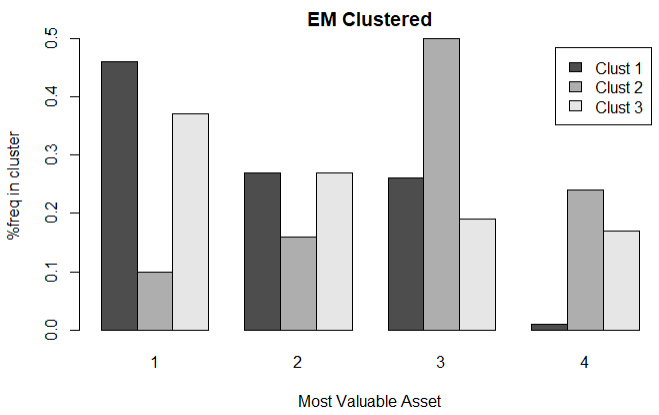 EM Clustered
%freq in cluster
0.0 0.1 0.2 0.3 0.4 0.5
Clust 1
Clust 2
Clust 3
1 2 3 4
Most Valuable Asset